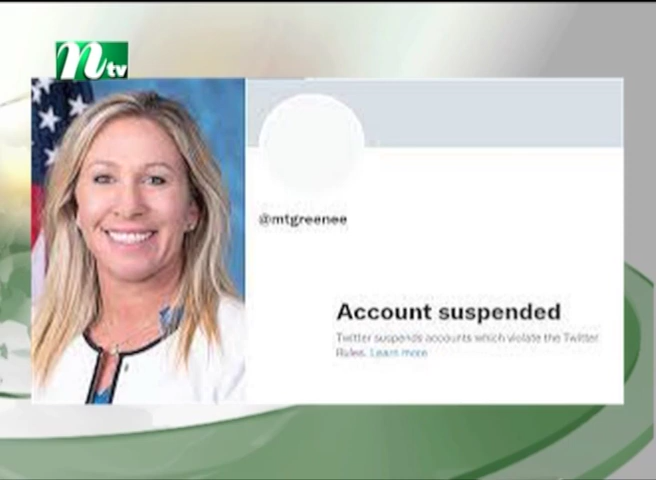 ntv
@mtgreenee
Account suspended
Twitter suspends accounts which violate the Twitter
Rules. Learn more